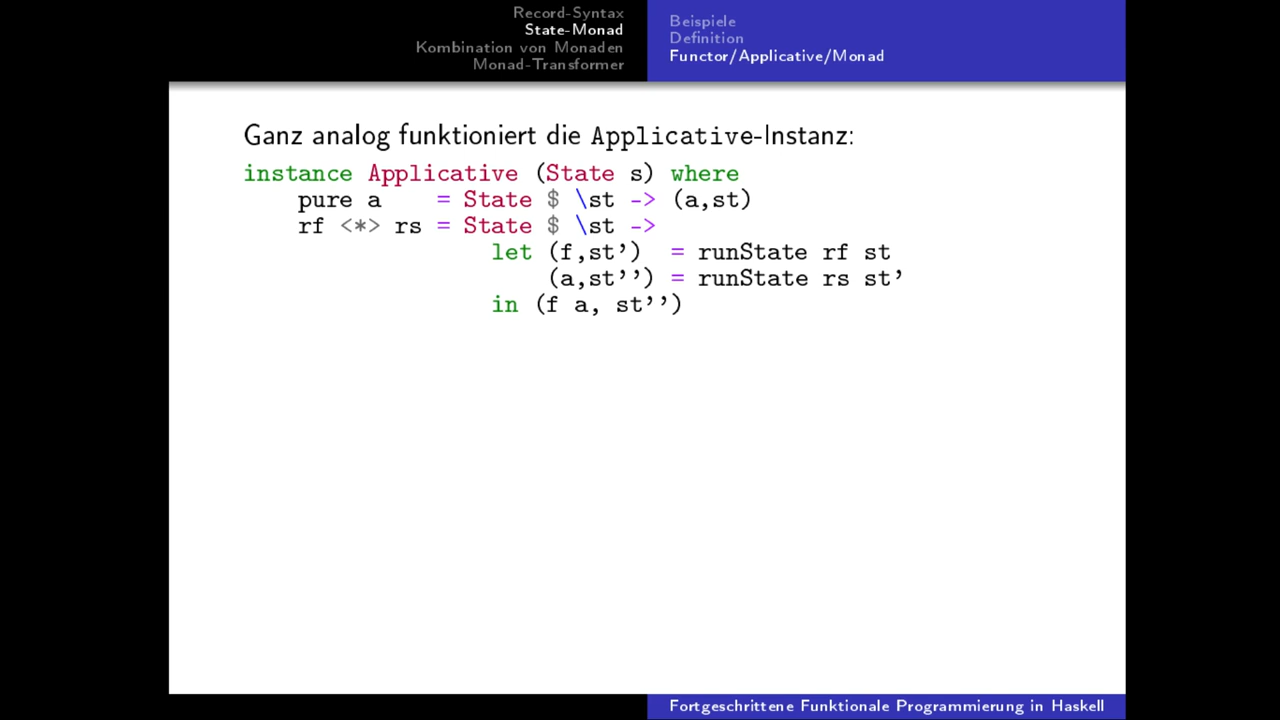 Record-Syntax
State-Monad
Kombination von Monaden
Monad-Transformer
Beispiele
Definition
Functor/Applicative/Monad
Ganz analog funktioniert die Applicative-Instanz:
instance Applicative (State s) where
    pure a    = State $ \st -> (a,st)
    rf <*> rs = State $ \st ->
                  let (f,st’)  = runState rf st
                      (a,st’’) = runState rs st’
                  in (f a, st’’)
Fortgeschrittene Funktionale Programmierung in Haskell